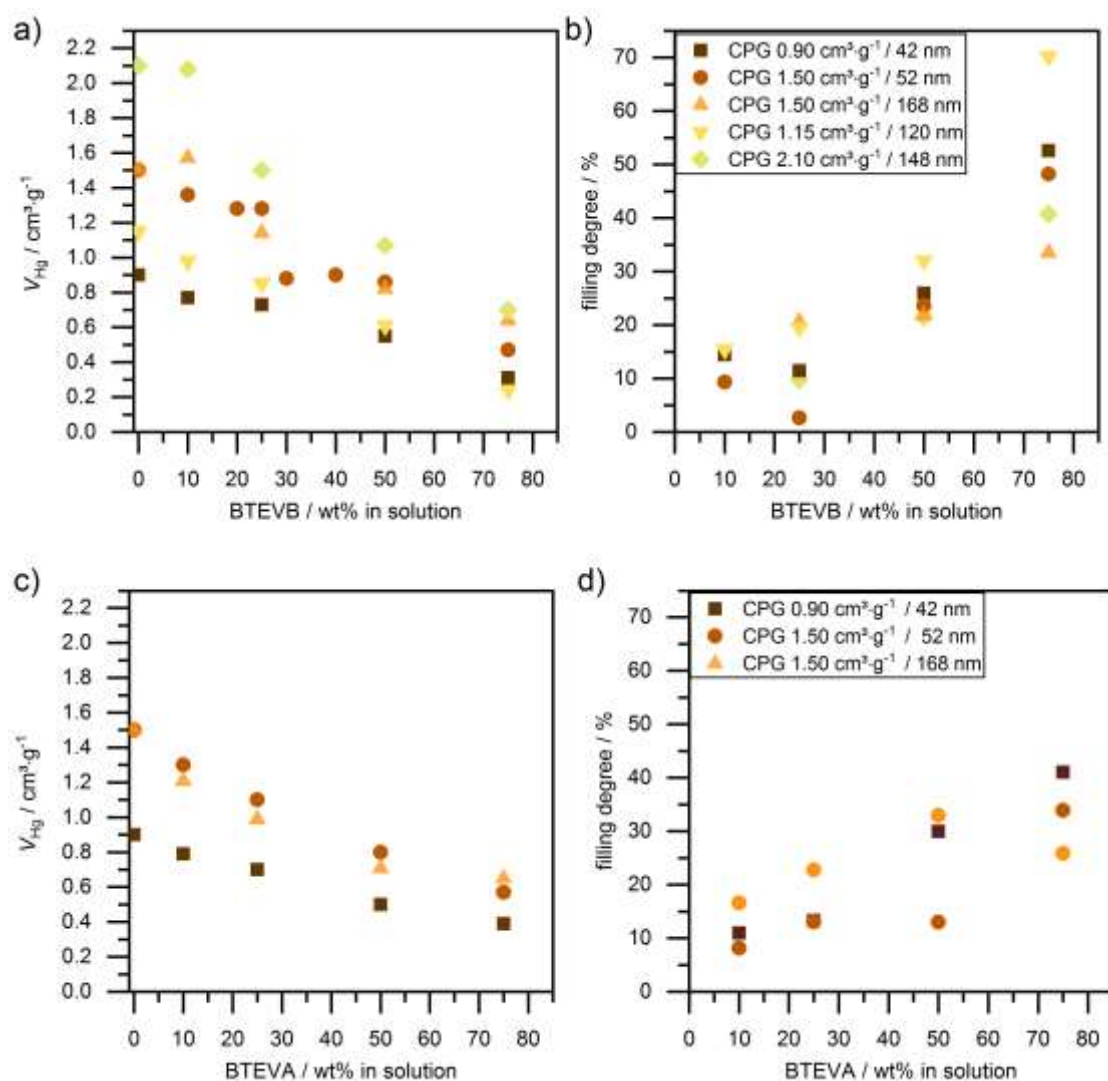 a)
2.2
2.0
1.8
1.6
1.4
1.2
1.0
0.8
0.6
0.4
0.2
0.0
V_Hg / cm³·g⁻¹
0 10 20 30 40 50 60 70 80
BTEVB / wt% in solution
b)
CPG 0.90 cm³·g⁻¹ / 42 nm
CPG 1.50 cm³·g⁻¹ / 52 nm
CPG 1.50 cm³·g⁻¹ / 168 nm
CPG 1.15 cm³·g⁻¹ / 120 nm
CPG 2.10 cm³·g⁻¹ / 148 nm
70
60
50
40
30
20
10
0
filling degree / %
0 10 20 30 40 50 60 70 80
BTEVB / wt% in solution
c)
2.2
2.0
1.8
1.6
1.4
1.2
1.0
0.8
0.6
0.4
0.2
0.0
V_Hg / cm³·g⁻¹
0 10 20 30 40 50 60 70 80
BTEVA / wt% in solution
d)
CPG 0.90 cm³·g⁻¹ / 42 nm
CPG 1.50 cm³·g⁻¹ / 52 nm
CPG 1.50 cm³·g⁻¹ / 168 nm
70
60
50
40
30
20
10
0
filling degree / %
0 10 20 30 40 50 60 70 80
BTEVA / wt% in solution